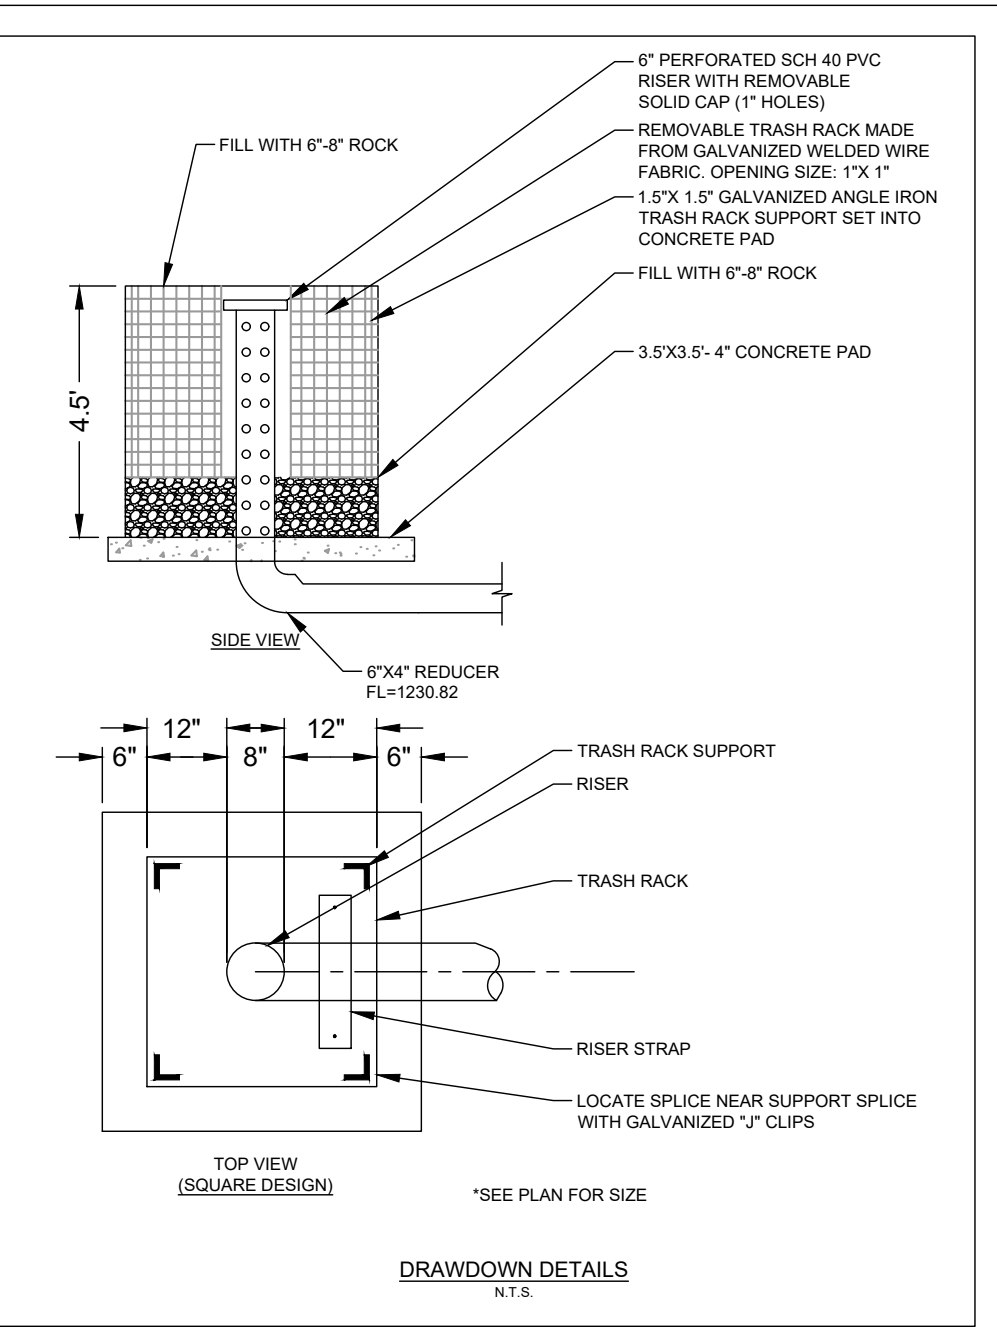 6" PERFORATED SCH 40 PVC
RISER WITH REMOVABLE
SOLID CAP (1" HOLES)
REMOVABLE TRASH RACK MADE
FROM GALVANIZED WELDED WIRE
FABRIC. OPENING SIZE: 1"X 1"
FILL WITH 6"-8" ROCK
1.5"X 1.5" GALVANIZED ANGLE IRON
TRASH RACK SUPPORT SET INTO
CONCRETE PAD
FILL WITH 6"-8" ROCK
3.5'X3.5'- 4" CONCRETE PAD
4.5'
SIDE VIEW
6"X4" REDUCER
FL=1230.82
12" 12"
6" 8" 6"
TRASH RACK SUPPORT
RISER
TRASH RACK
RISER STRAP
LOCATE SPLICE NEAR SUPPORT SPLICE
WITH GALVANIZED "J" CLIPS
TOP VIEW
(SQUARE DESIGN)
*SEE PLAN FOR SIZE
DRAWDOWN DETAILS
N.T.S.